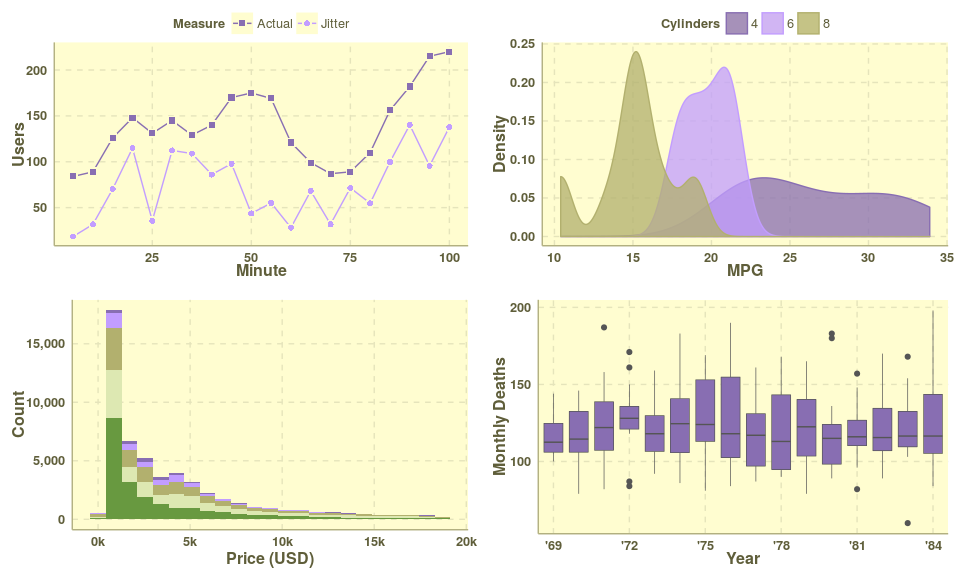 Measure Actual Jitter
Users
200
150
100
50
25 50 75 100
Minute
Cylinders 4 6 8
Density
0.25
0.20
0.15
0.10
0.05
0.00
10 15 20 25 30 35
MPG
Count
15,000
10,000
5,000
0
0k 5k 10k 15k 20k
Price (USD)
Monthly Deaths
200
150
100
'69 '72 '75 '78 '81 '84
Year